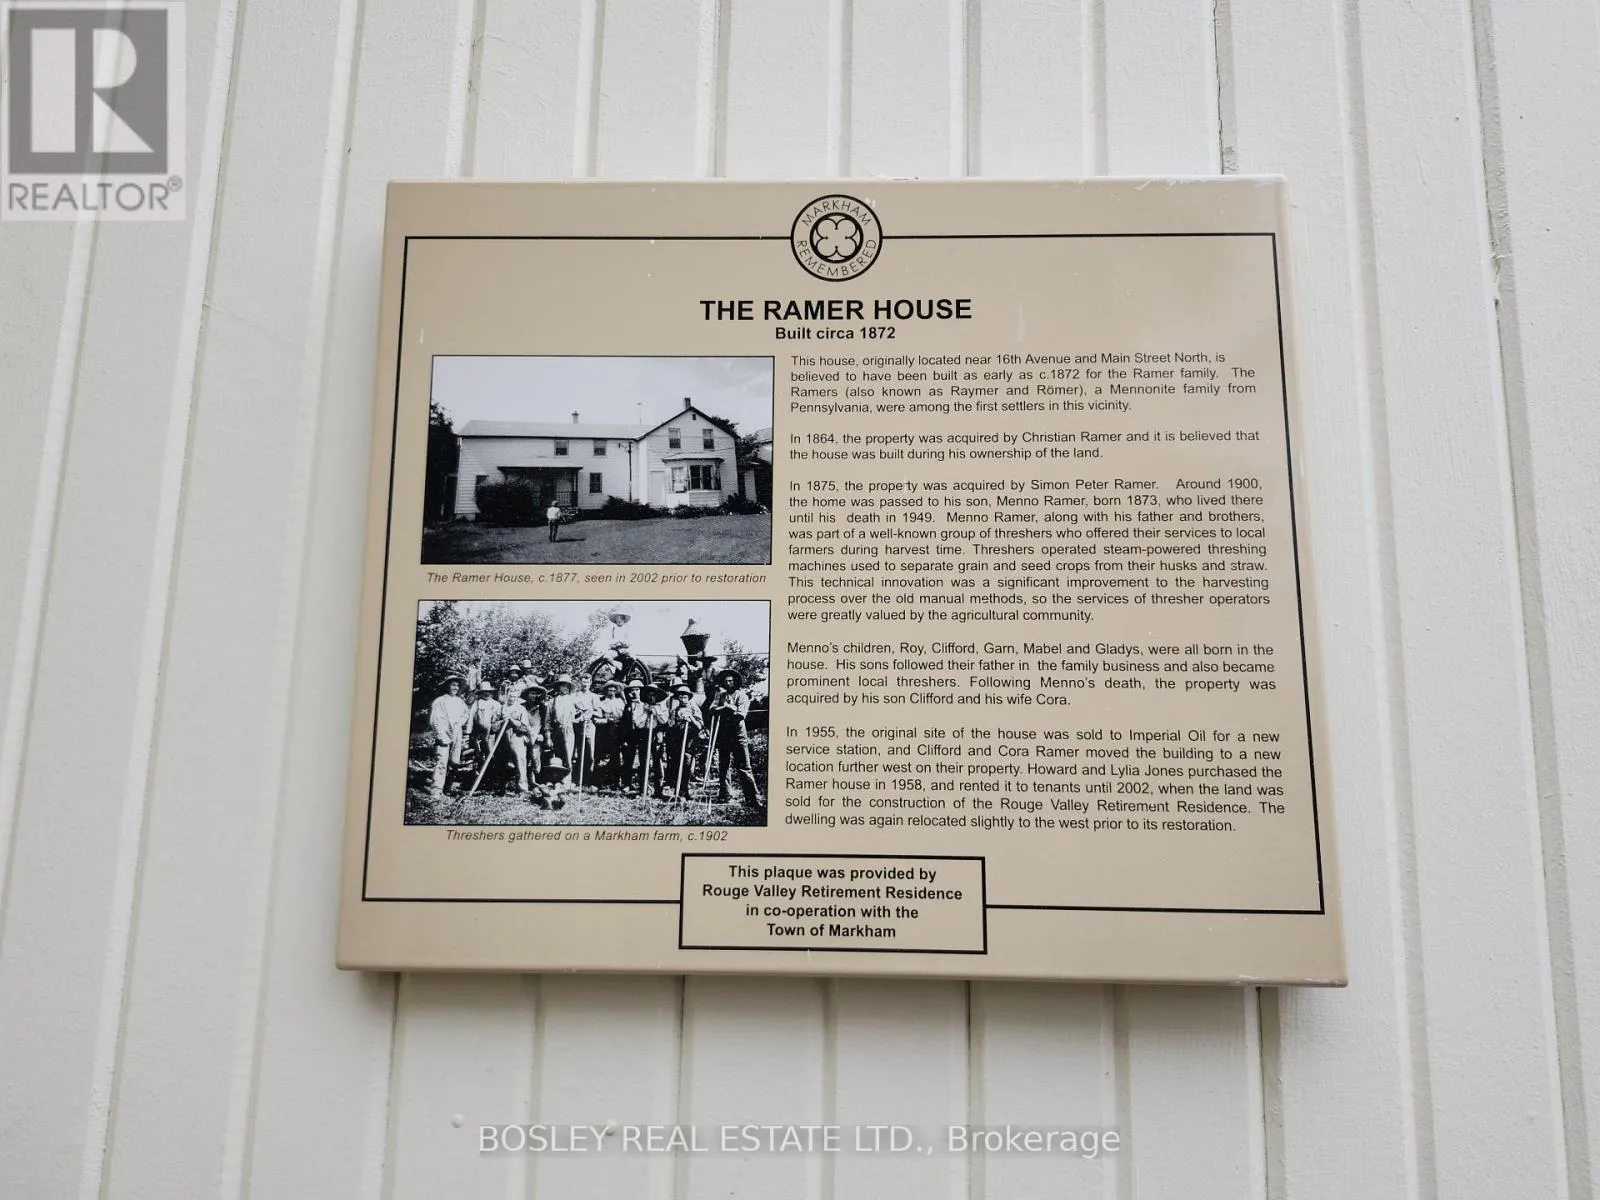 REALTOR®
MARKHAM
REMEMBERED
THE RAMER HOUSE
Built circa 1872
The Ramer House, c.1877, seen in 2002 prior to restoration
Threshers gathered on a Markham farm, c.1902
This house, originally located near 16th Avenue and Main Street North, is
believed to have been built as early as c.1872 for the Ramer family. The
Ramers (also known as Raymer and Römer), a Mennonite family from
Pennsylvania, were among the first settlers in this vicinity.
In 1864, the property was acquired by Christian Ramer and it is believed that
the house was built during his ownership of the land.
In 1875, the property was acquired by Simon Peter Ramer. Around 1900,
the home was passed to his son, Menno Ramer, born 1873, who lived there
until his death in 1949. Menno Ramer, along with his father and brothers,
was part of a well-known group of threshers who offered their services to local
farmers during harvest time. Threshers operated steam-powered threshing
machines used to separate grain and seed crops from their husks and straw.
This technical innovation was a significant improvement to the harvesting
process over the old manual methods, so the services of thresher operators
were greatly valued by the agricultural community.
Menno's children, Roy, Clifford, Garn, Mabel and Gladys, were all born in the
house. His sons followed their father in the family business and also became
prominent local threshers. Following Menno's death, the property was
acquired by his son Clifford and his wife Cora.
In 1955, the original site of the house was sold to Imperial Oil for a new
service station, and Clifford and Cora Ramer moved the building to a new
location further west on their property. Howard and Lylia Jones purchased the
Ramer house in 1958, and rented it to tenants until 2002, when the land was
sold for the construction of the Rouge Valley Retirement Residence. The
dwelling was again relocated slightly to the west prior to its restoration.
This plaque was provided by
Rouge Valley Retirement Residence
in co-operation with the
Town of Markham
BOSLEY REAL ESTATE LTD., Brokerage